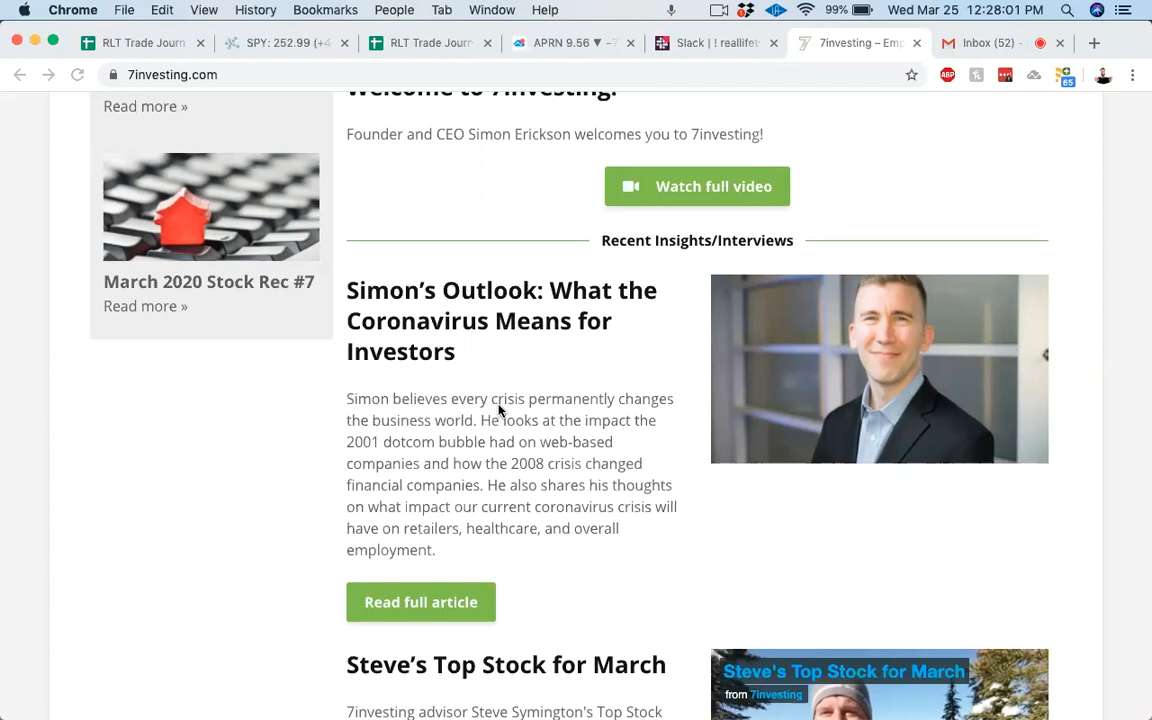 Chrome File Edit View History Bookmarks People Tab Window Help 99% Wed Mar 25 12:28:01 PM
RLT Trade Journ SPY: 252.99 (+4 RLT Trade Journ APRN 9.56 ▼ −7 Slack | ! reallifet 7investing – Emp Inbox (52) -
7investing.com ABP 65
Read more »
March 2020 Stock Rec #7
Read more »
Welcome to 7investing!
Founder and CEO Simon Erickson welcomes you to 7investing!
Watch full video
Recent Insights/Interviews
Simon's Outlook: What the
Coronavirus Means for
Investors
Simon believes every crisis permanently changes
the business world. He looks at the impact the
2001 dotcom bubble had on web-based
companies and how the 2008 crisis changed
financial companies. He also shares his thoughts
on what impact our current coronavirus crisis will
have on retailers, healthcare, and overall
employment.
Read full article
Steve's Top Stock for March
7investing advisor Steve Symington's Top Stock
Steve's Top Stock for March
from 7investing